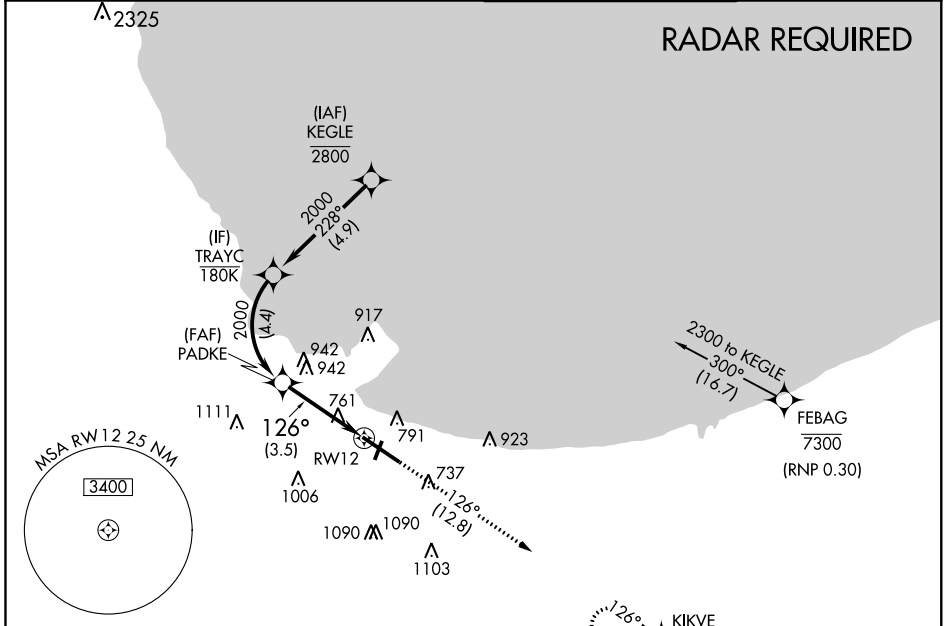 2325
RADAR REQUIRED
(IAF)
KEGLE
2800
2000
228°
(4.9)
(IF)
TRAYC
180K
2000
(4.4)
917
(FAF)
PADKE
942
942
2300 to KEGLE
300°
(16.7)
FEBAG
7300
(RNP 0.30)
1111
761
126°
(3.5)
791
923
RW12
MSA RW12 25 NM
3400
1006
737
126°
(12.8)
1090
1090
1103
126°
KIKVE